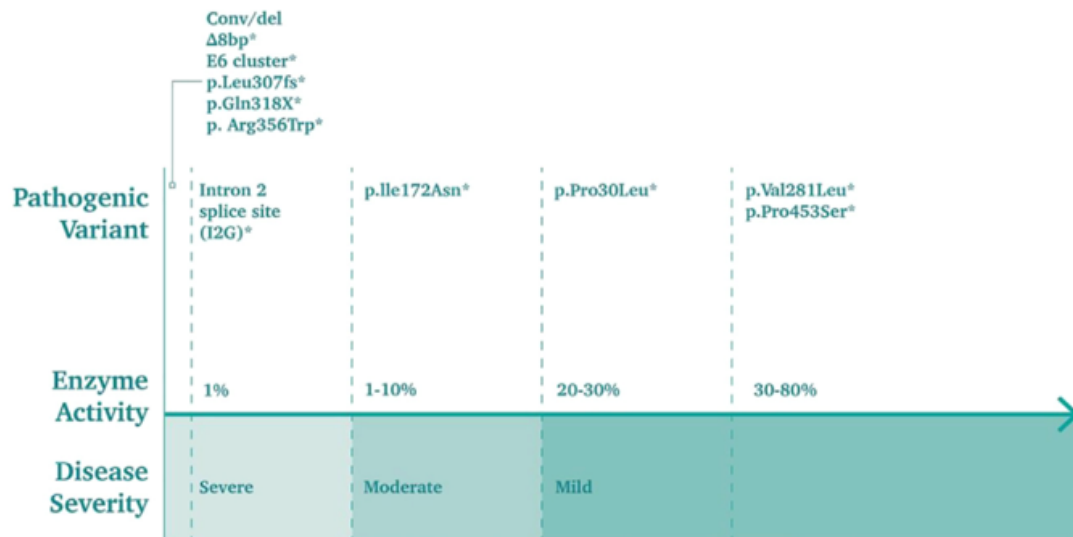 Conv/del
Δ8bp*
E6 cluster*
p.Leu307fs*
p.Gln318X*
p. Arg356Trp*
Pathogenic
Variant
Intron 2
splice site
(I2G)*
p.lle172Asn*
p.Pro30Leu*
p.Val281Leu*
p.Pro453Ser*
Enzyme
Activity
1%
1-10%
20-30%
30-80%
Disease
Severity
Severe
Moderate
Mild